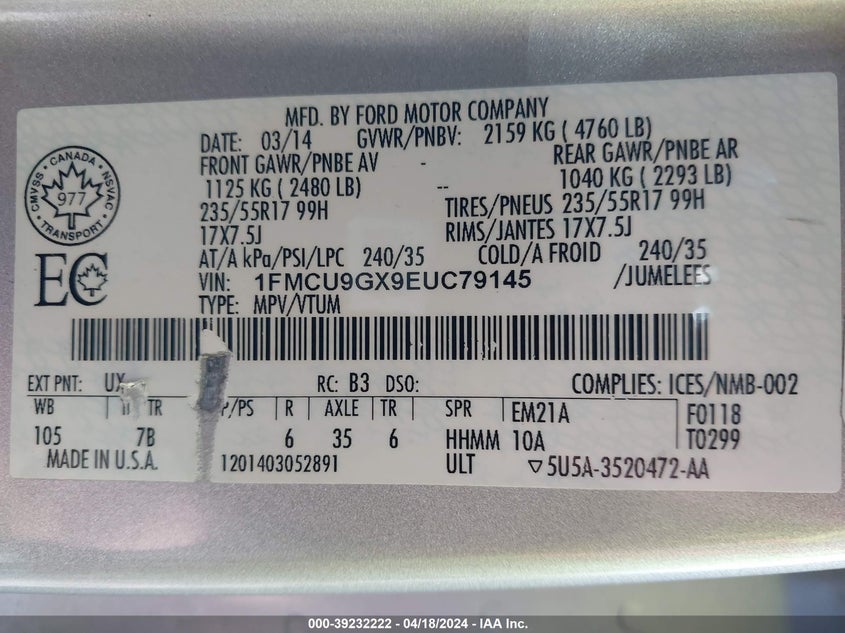 MFD. BY FORD MOTOR COMPANY
DATE: 03/14 GVWR/PNBV: 2159 KG ( 4760 LB)
FRONT GAWR/PNBE AV - REAR GAWR/PNBE AR
1125 KG ( 2480 LB) -- 1040 KG ( 2293 LB)
235/55R17 99H TIRES/PNEUS 235/55R17 99H
17X7.5J RIMS/JANTES 17X7.5J
AT/A kPa/PSI/LPC 240/35 COLD/A FROID 240/35
VIN: 1FMCU9GX9EUC79145 /JUMELEES
TYPE: MPV/VTUM
CANADA
CMVSS NSVAC
977
TRANSPORT
EC
EXT PNT: UX RC: B3 DSO: COMPLIES: ICES/NMB-002
WB TR P/PS R AXLE TR SPR EM21A F0118
105 7B 6 35 6 HHMM 10A T0299
MADE IN U.S.A. 1201403052891 ULT 5U5A-3520472-AA
000-39232222 - 04/18/2024 - IAA Inc.